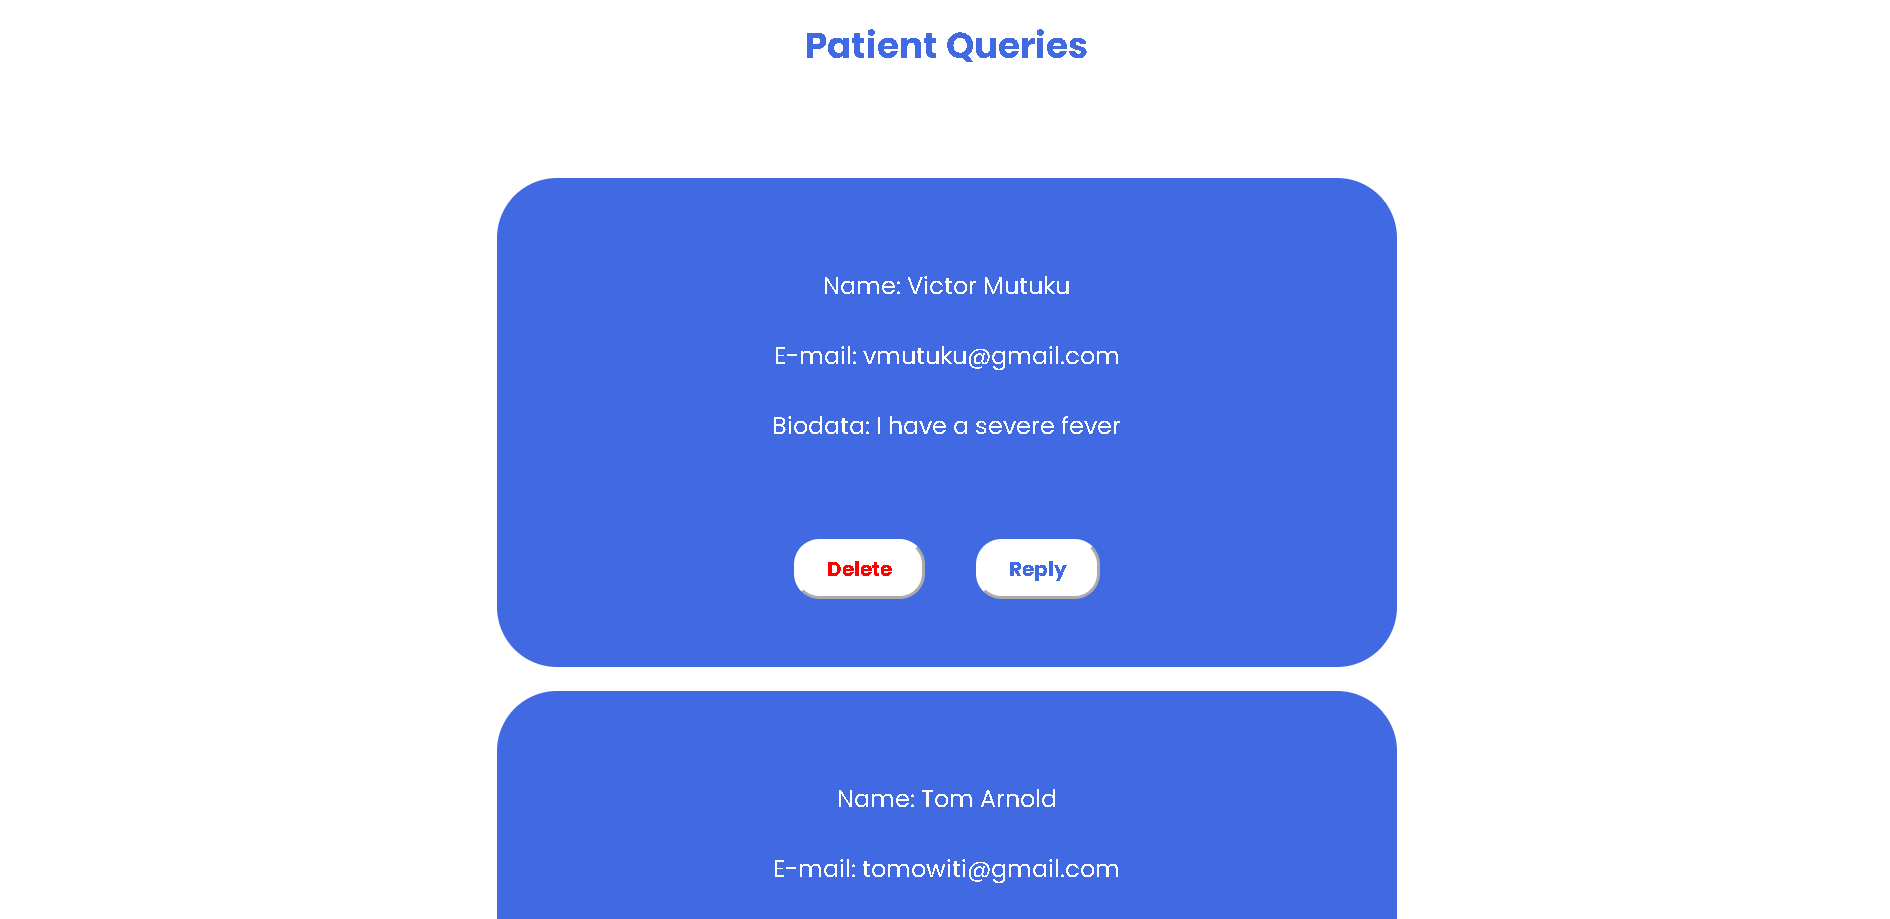 Patient Queries
Name: Victor Mutuku
E-mail: vmutuku@gmail.com
Biodata: I have a severe fever
Delete Reply
Name: Tom Arnold
E-mail: tomowiti@gmail.com